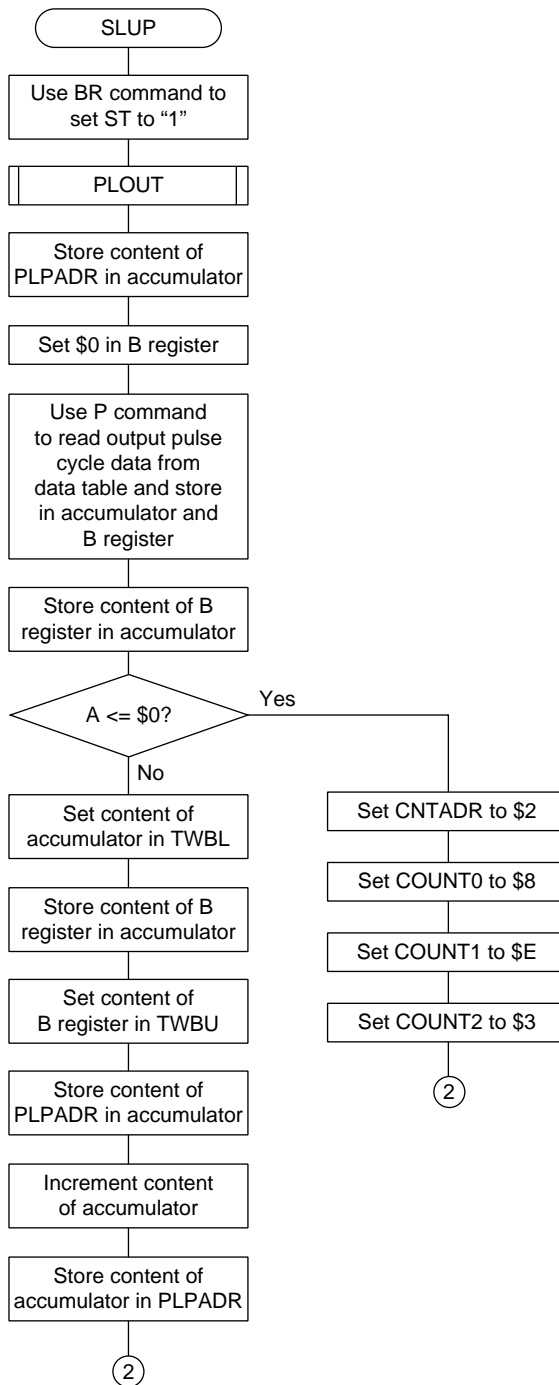 SLUP
Use BR command to
set ST to “1”
PLOUT
Store content of
PLPADR in accumulator
Set $0 in B register
Use P command
to read output pulse
cycle data from
data table and store
in accumulator and
B register
Store content of B
register in accumulator
A <= $0?
Yes
No
Set content of
accumulator in TWBL
Store content of B
register in accumulator
Set content of
B register in TWBU
Store content of
PLPADR in accumulator
Increment content
of accumulator
Store content of
accumulator in PLPADR
2
Set CNTADR to $2
Set COUNT0 to $8
Set COUNT1 to $E
Set COUNT2 to $3
2